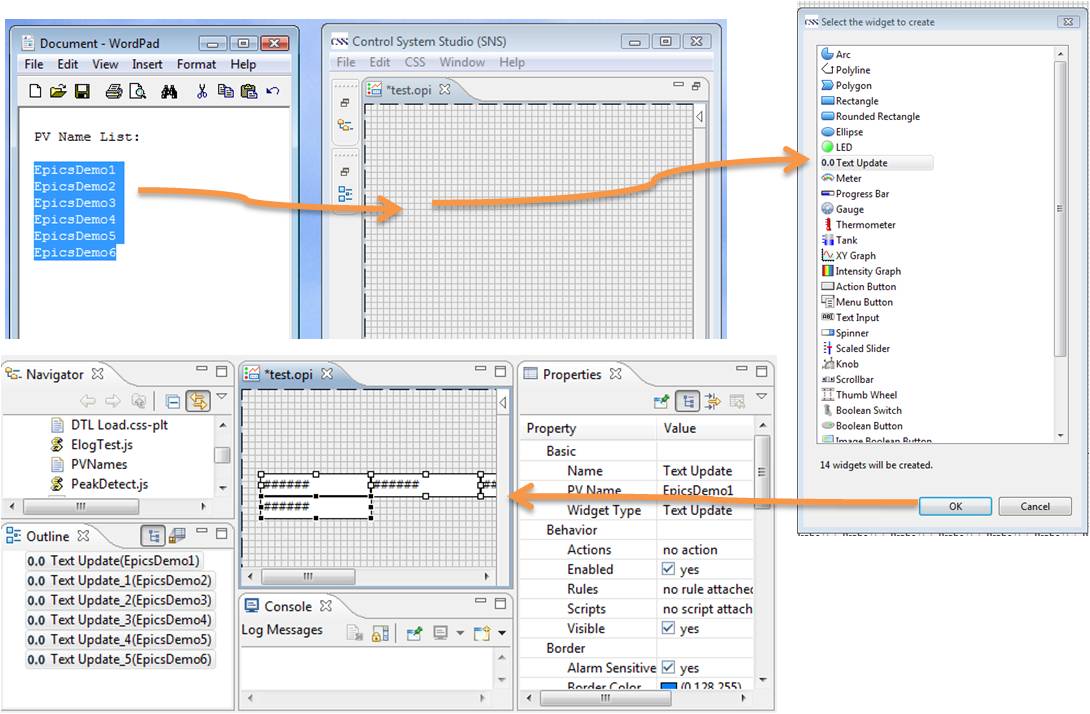 Document - WordPad
File Edit View Insert Format Help
PV Name List:
EpicsDemo1
EpicsDemo2
EpicsDemo3
EpicsDemo4
EpicsDemo5
EpicsDemo6
CSS Control System Studio (SNS)
File Edit CSS Window Help
*test.opi
CSS Select the widget to create
Arc
Polyline
Polygon
Rectangle
Rounded Rectangle
Ellipse
LED
0.0 Text Update
Meter
Progress Bar
Gauge
Thermometer
Tank
XY Graph
Intensity Graph
Action Button
Menu Button
Text Input
Spinner
Scaled Slider
Knob
Scrollbar
Thumb Wheel
Boolean Switch
Boolean Button
Image Boolean Button
14 widgets will be created.
OK Cancel
Navigator
DTL Load.css-plt
ElogTest.js
PVNames
PeakDetect.js
Outline
0.0 Text Update(EpicsDemo1)
0.0 Text Update_1(EpicsDemo2)
0.0 Text Update_2(EpicsDemo3)
0.0 Text Update_3(EpicsDemo4)
0.0 Text Update_4(EpicsDemo5)
0.0 Text Update_5(EpicsDemo6)
*test.opi
###### ###### ##
######
Console
Log Messages
Properties
Property Value
Basic
Name Text Update
PV Name EpicsDemo1
Widget Type Text Update
Behavior
Actions no action
Enabled yes
Rules no rule attached
Scripts no script attach
Visible yes
Border
Alarm Sensitive yes
Border Color (0,128,255)